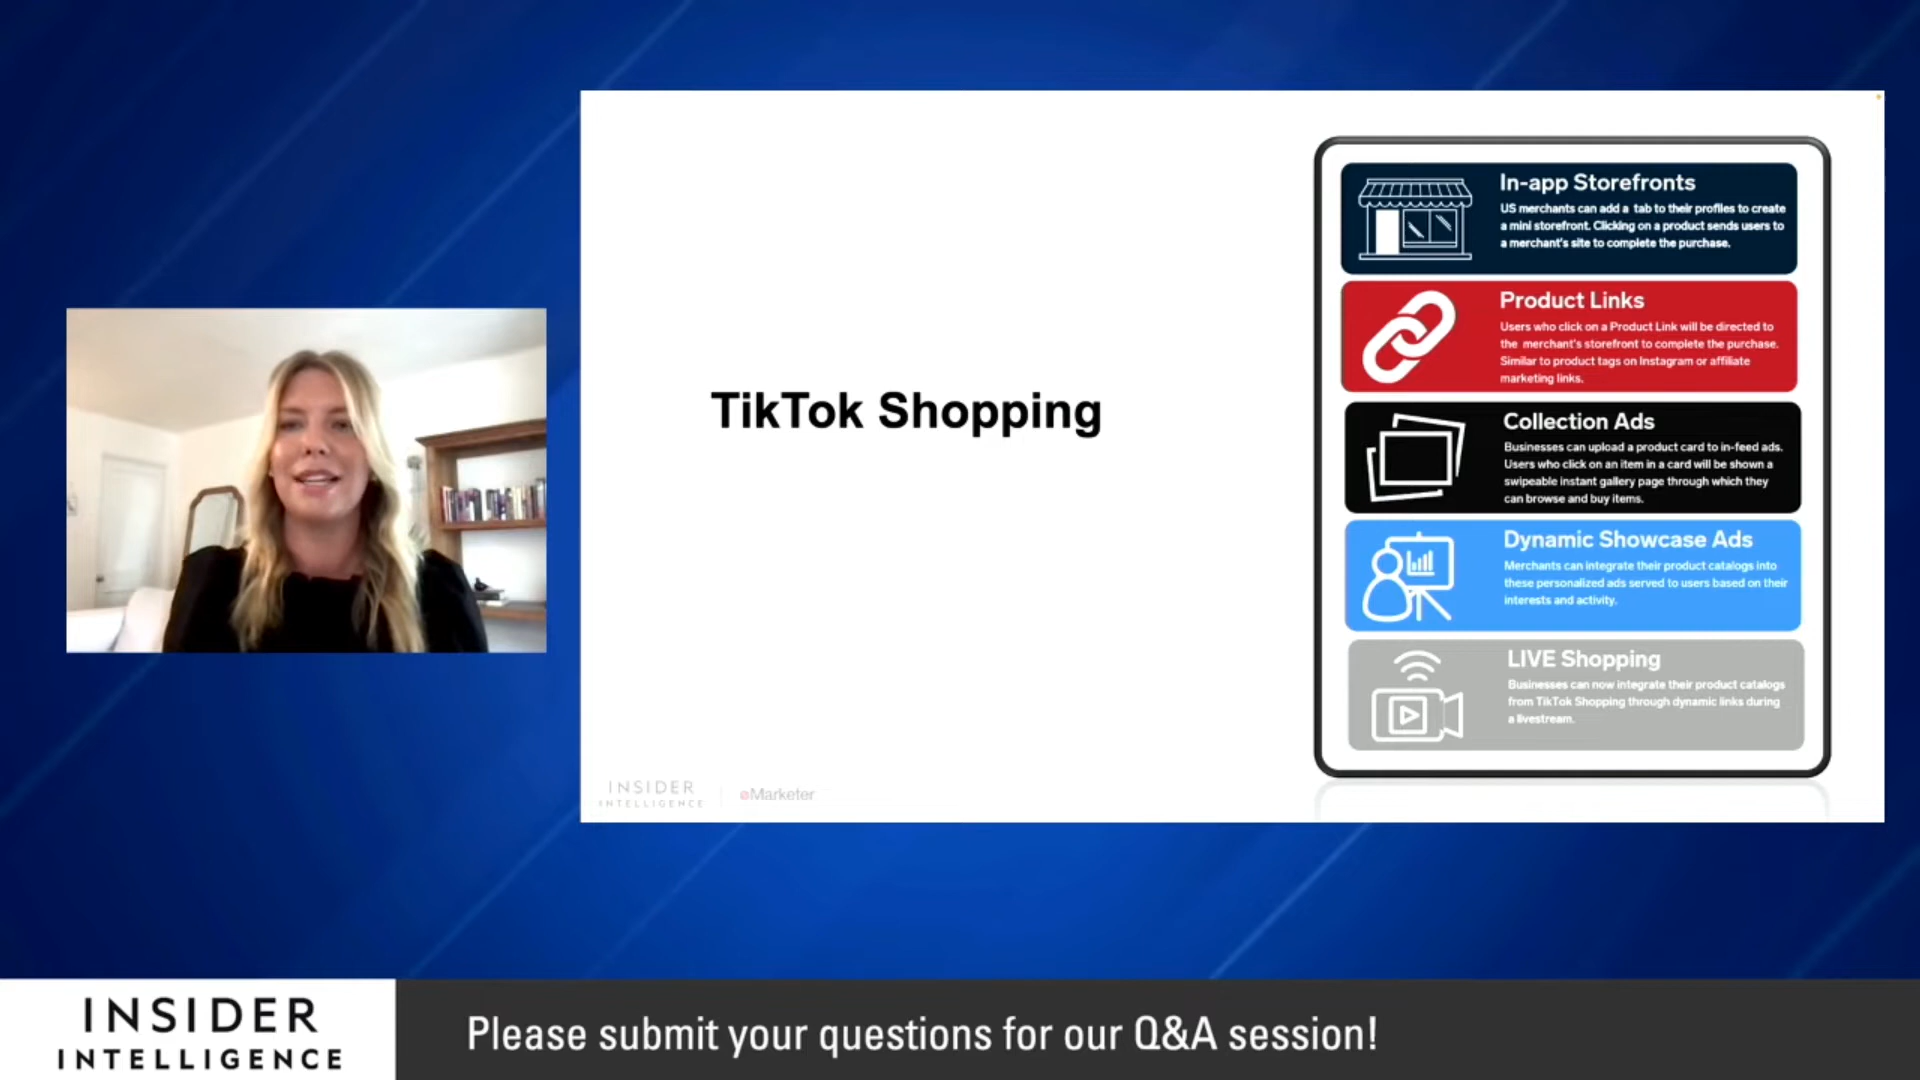 TikTok Shopping
In-app Storefronts
US merchants can add a tab to their profiles to create
a mini storefront. Clicking on a product sends users to
a merchant's site to complete the purchase.
Product Links
Users who click on a Product Link will be directed to
the merchant's storefront to complete the purchase.
Similar to product tags on Instagram or affiliate
marketing links.
Collection Ads
Businesses can upload a product card to in-feed ads.
Users who click on an item in a card will be shown a
swipeable instant gallery page through which they
can browse and buy items.
Dynamic Showcase Ads
Merchants can integrate their product catalogs into
these personalized ads served to users based on their
interests and activity.
LIVE Shopping
Businesses can now integrate their product catalogs
from TikTok Shopping through dynamic links during
a livestream.
INSIDER
INTELLIGENCE
eMarketer
INSIDER
INTELLIGENCE
Please submit your questions for our Q&A session!